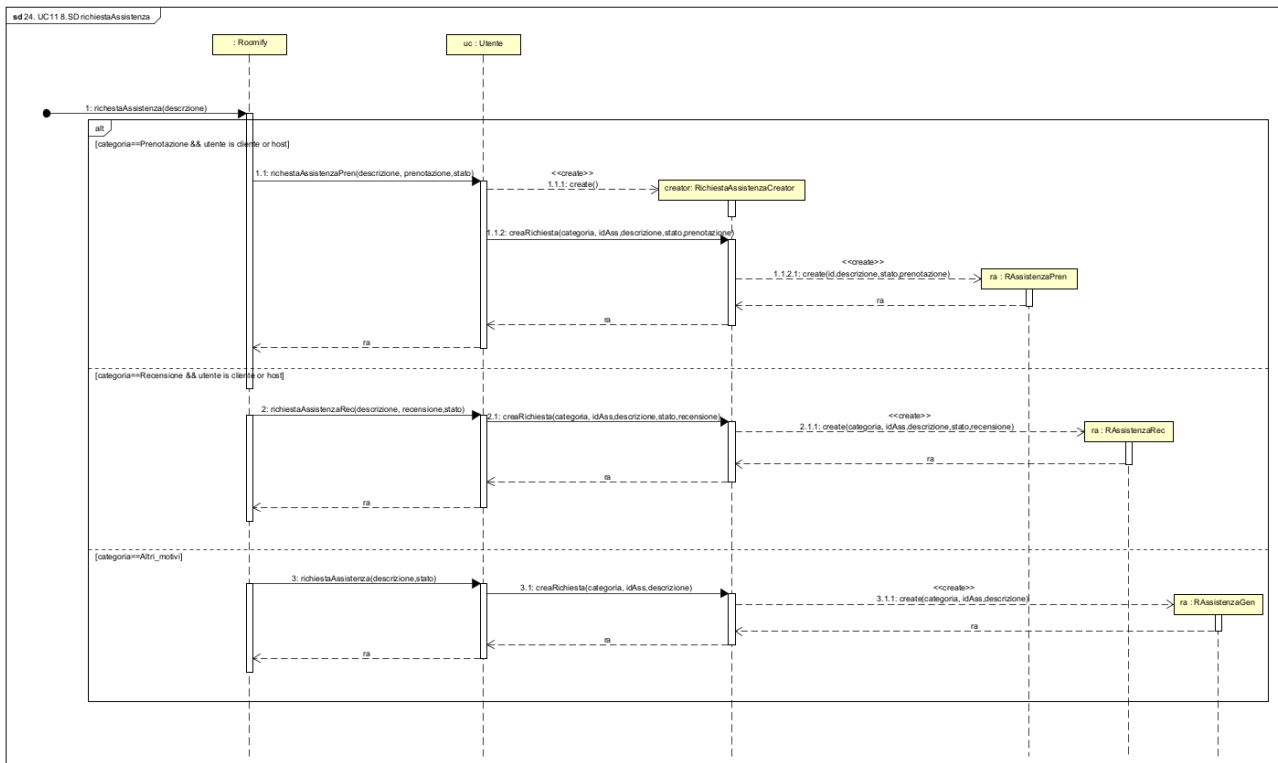 sd 24. UC11 8.SD richiestaAssistenza
: Roomify
uc : Utente
1: richestaAssistenza(descrzione)
alt
[categoria==Prenotazione && utente is cliente or host]
1.1: richestaAssistenzaPren(descrizione, prenotazione,stato)
<<create>>
1.1.1: create()
creator: RichiestaAssistenzaCreator
1.1.2: creaRichiesta(categoria, idAss,descrizione,stato,prenotazione)
<<create>>
1.1.2.1: create(id,descrizione,stato,prenotazione)
ra : RAssistenzaPren
ra
ra
ra
[categoria==Recensione && utente is cliente or host]
2: richiestaAssistenzaRec(descrizione, recensione,stato)
2.1: creaRichiesta(categoria, idAss,descrizione,stato,recensione)
<<create>>
2.1.1: create(categoria, idAss,descrizione,stato,recensione)
ra : RAssistenzaRec
ra
ra
ra
[categoria==Altri_motivi]
3: richiestaAssistenza(descrizione,stato)
3.1: creaRichiesta(categoria, idAss,descrizione)
<<create>>
3.1.1: create(categoria, idAss,descrizione)
ra : RAssistenzaGen
ra
ra
ra